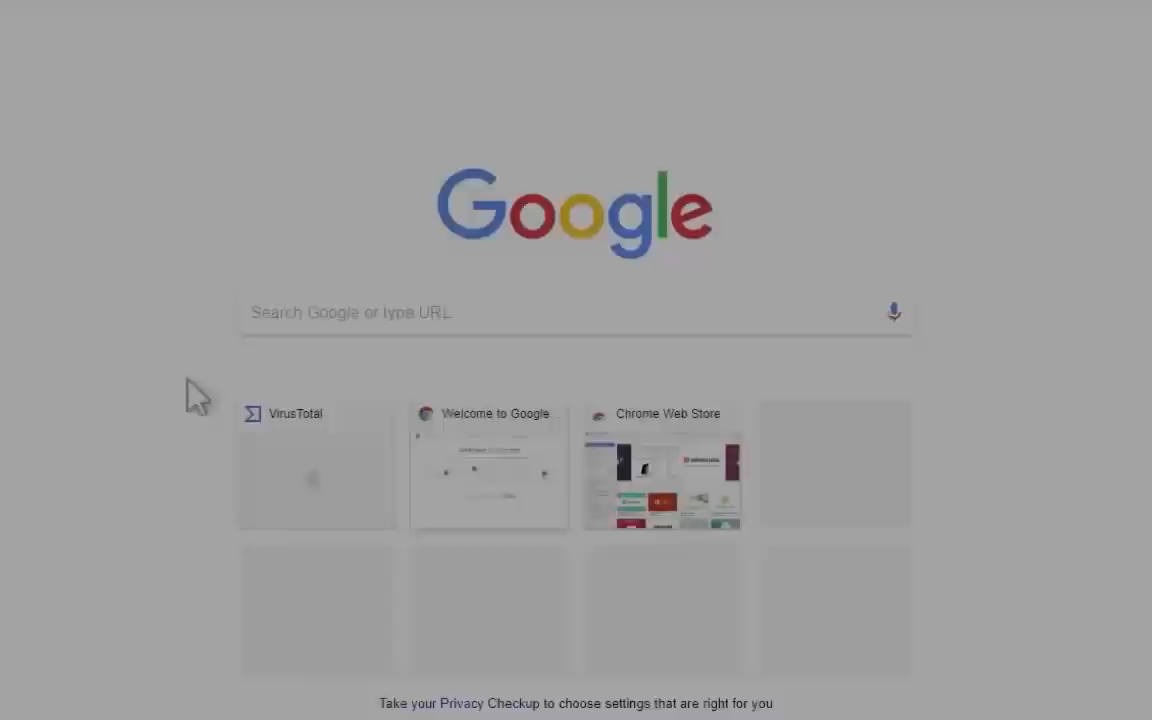 Google
Search Google or type URL
VirusTotal
Welcome to Google ...
Chrome Web Store
Take your Privacy Checkup to choose settings that are right for you